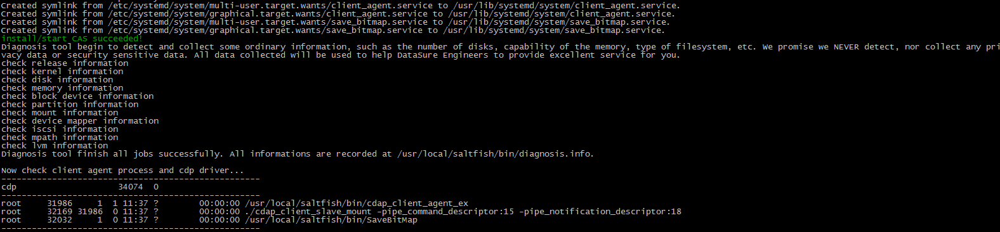 Created symlink from /etc/systemd/system/multi-user.target.wants/client_agent.service to /usr/lib/systemd/system/client_agent.service.
Created symlink from /etc/systemd/system/graphical.target.wants/client_agent.service to /usr/lib/systemd/system/client_agent.service.
Created symlink from /etc/systemd/system/multi-user.target.wants/save_bitmap.service to /usr/lib/systemd/system/save_bitmap.service.
Created symlink from /etc/systemd/system/graphical.target.wants/save_bitmap.service to /usr/lib/systemd/system/save_bitmap.service.
install/start CAS succeeded!
Diagnosis tool begin to detect and collect some ordinary information, such as the number of disks, capability of the memory, type of filesystem, etc. We promise we NEVER detect, nor collect any pri
vacy data or security sensitive data. All data collected will be used to help DataSure Engineers to provide excellent service for you.
check release information
check kernel information
check disk information
check memory information
check block device information
check partition information
check mount information
check device mapper information
check iscsi information
check mpath information
check lvm information
Diagnosis tool finish all jobs successfully. All informations are recorded at /usr/local/saltfish/bin/diagnosis.info.
Now check client agent process and cdp driver...
---------------------------------------------------
cdp                    34074  0
---------------------------------------------------
root     31986     1  1 11:37 ?        00:00:00 /usr/local/saltfish/bin/cdap_client_agent_ex
root     32169 31986  0 11:37 ?        00:00:00 ./cdap_client_slave_mount -pipe_command_descriptor:15 -pipe_notification_descriptor:18
root     32032     1  0 11:37 ?        00:00:00 /usr/local/saltfish/bin/SaveBitMap
---------------------------------------------------